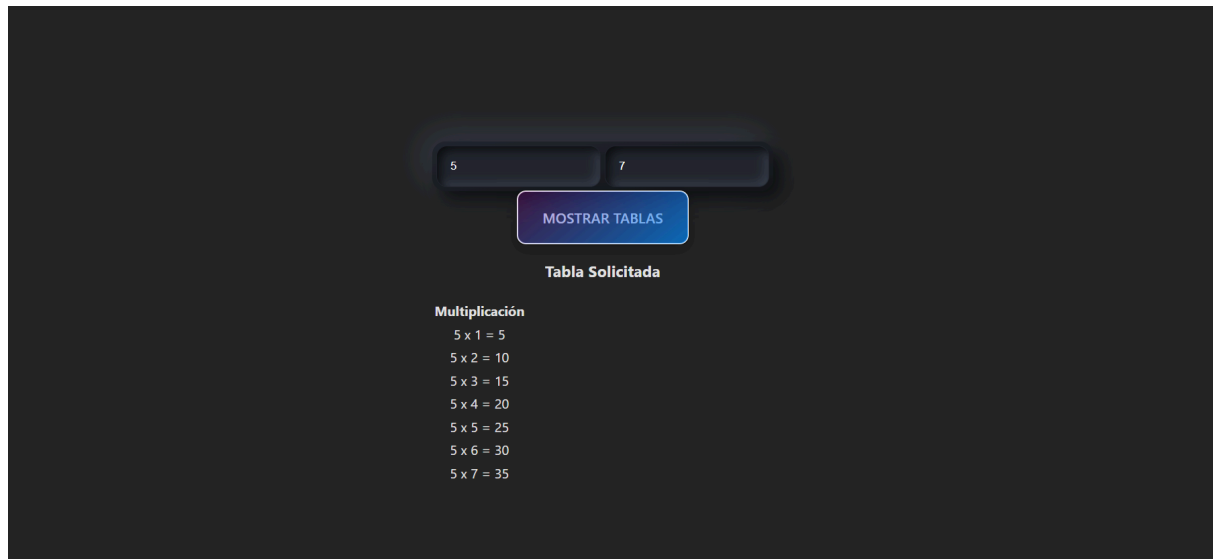 5 7
MOSTRAR TABLAS
Tabla Solicitada
Multiplicación
5 x 1 = 5
5 x 2 = 10
5 x 3 = 15
5 x 4 = 20
5 x 5 = 25
5 x 6 = 30
5 x 7 = 35